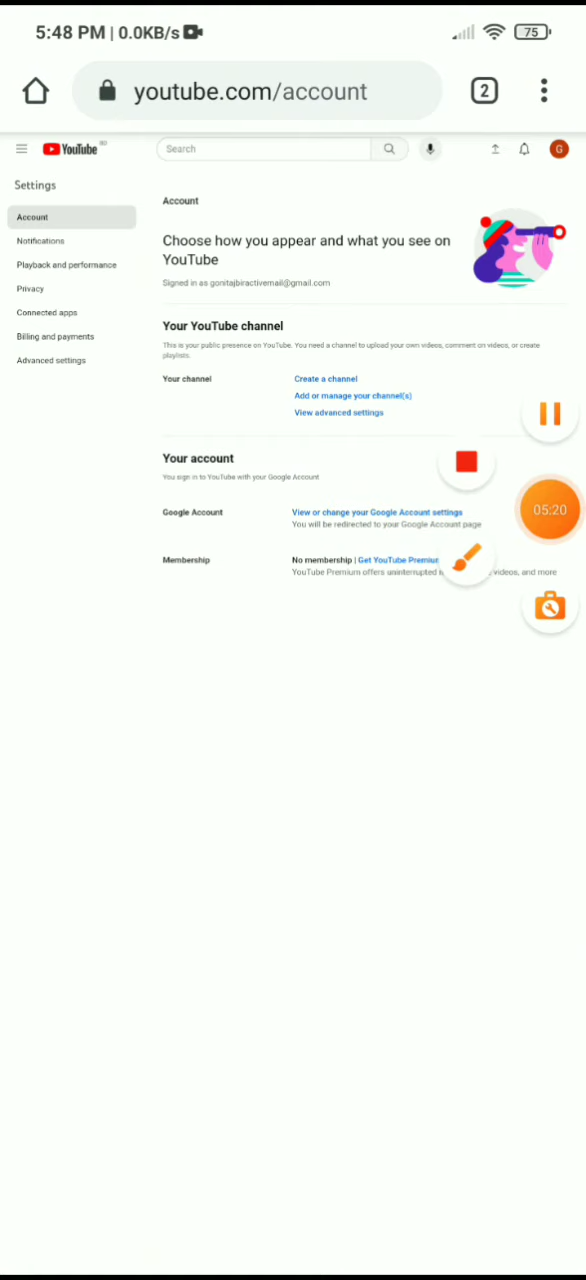 5:48 PM | 0.0KB/s
75
youtube.com/account
2
YouTube BD
Search
G
Settings
Account
Notifications
Playback and performance
Privacy
Connected apps
Billing and payments
Advanced settings
Account
Choose how you appear and what you see on
YouTube
Signed in as gonitajbiractivemail@gmail.com
Your YouTube channel
This is your public presence on YouTube. You need a channel to upload your own videos, comment on videos, or create
playlists.
Your channel
Create a channel
Add or manage your channel(s)
View advanced settings
Your account
You sign in to YouTube with your Google Account
05:20
Google Account
View or change your Google Account settings
You will be redirected to your Google Account page
Membership
No membership | Get YouTube Premium
YouTube Premium offers uninterrupted videos, and more